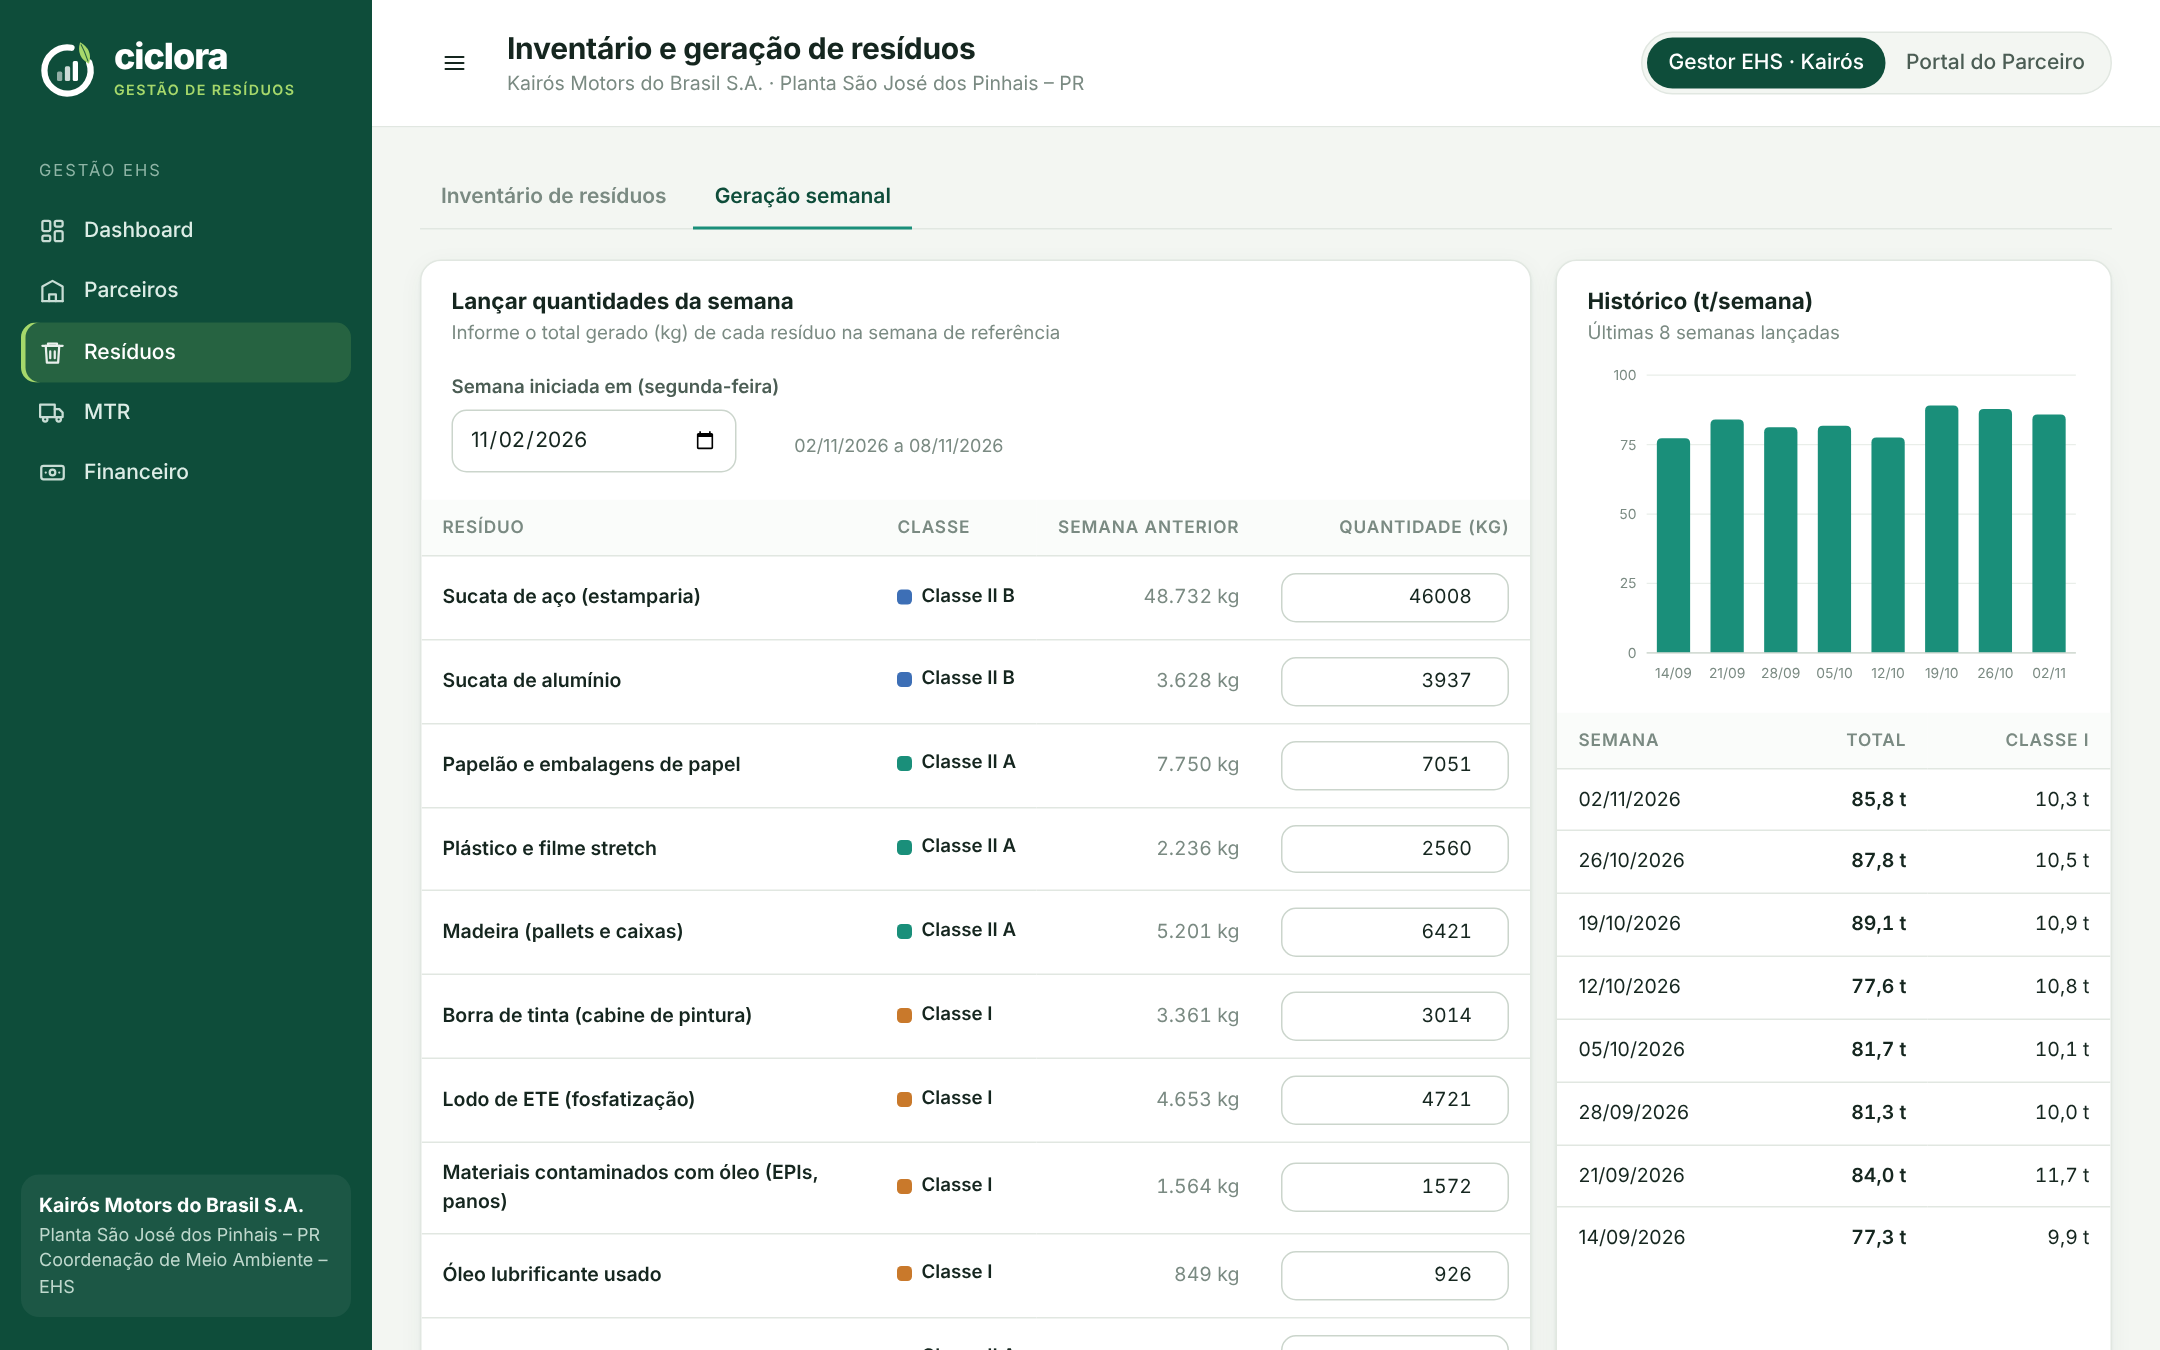 ciclora
GESTÃO DE RESÍDUOS
GESTÃO EHS
Dashboard
Parceiros
Resíduos
MTR
Financeiro
Kairós Motors do Brasil S.A.
Planta São José dos Pinhais – PR
Coordenação de Meio Ambiente –
EHS
Inventário e geração de resíduos
Kairós Motors do Brasil S.A. · Planta São José dos Pinhais – PR
Gestor EHS · Kairós
Portal do Parceiro
Inventário de resíduos
Geração semanal
Lançar quantidades da semana
Informe o total gerado (kg) de cada resíduo na semana de referência
Semana iniciada em (segunda-feira)
11/02/2026
02/11/2026 a 08/11/2026
RESÍDUO CLASSE SEMANA ANTERIOR QUANTIDADE (KG)
Sucata de aço (estamparia) Classe II B 48.732 kg 46008
Sucata de alumínio Classe II B 3.628 kg 3937
Papelão e embalagens de papel Classe II A 7.750 kg 7051
Plástico e filme stretch Classe II A 2.236 kg 2560
Madeira (pallets e caixas) Classe II A 5.201 kg 6421
Borra de tinta (cabine de pintura) Classe I 3.361 kg 3014
Lodo de ETE (fosfatização) Classe I 4.653 kg 4721
Materiais contaminados com óleo (EPIs,
panos) Classe I 1.564 kg 1572
Óleo lubrificante usado Classe I 849 kg 926
Histórico (t/semana)
Últimas 8 semanas lançadas
100
75
50
25
0
14/09 21/09 28/09 05/10 12/10 19/10 26/10 02/11
SEMANA TOTAL CLASSE I
02/11/2026 85,8 t 10,3 t
26/10/2026 87,8 t 10,5 t
19/10/2026 89,1 t 10,9 t
12/10/2026 77,6 t 10,8 t
05/10/2026 81,7 t 10,1 t
28/09/2026 81,3 t 10,0 t
21/09/2026 84,0 t 11,7 t
14/09/2026 77,3 t 9,9 t